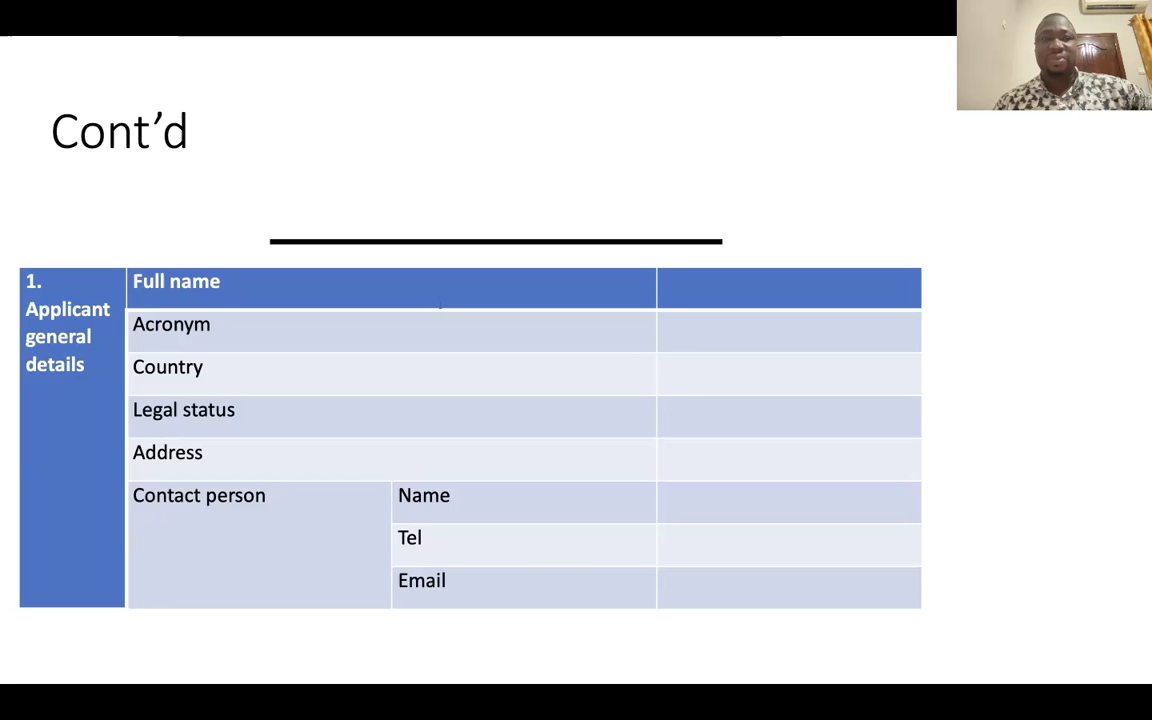 Cont’d
1.
Applicant
general
details
Full name
Acronym
Country
Legal status
Address
Contact person
Name
Tel
Email